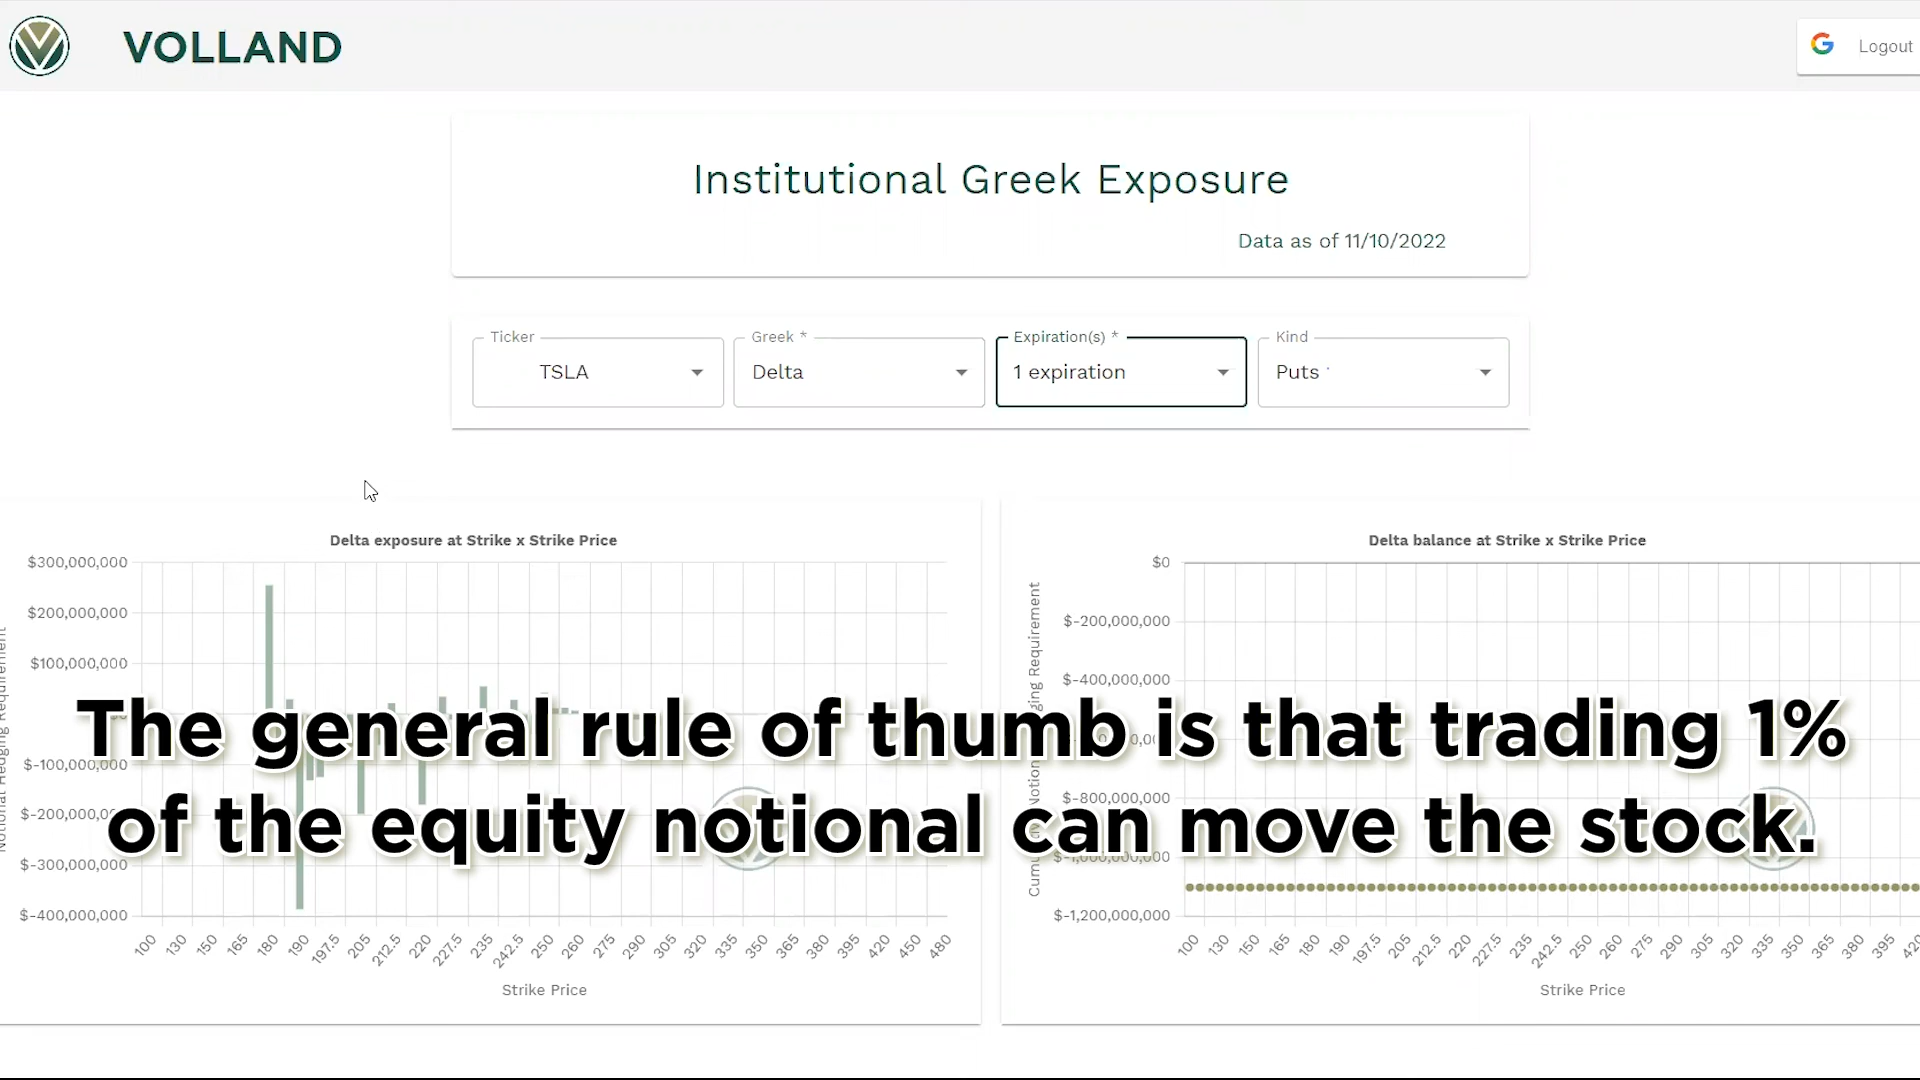 VOLLAND
Logout
Institutional Greek Exposure
Data as of 11/10/2022
Ticker
TSLA
Greek *
Delta
Expiration(s) *
1 expiration
Kind
Puts
Delta exposure at Strike x Strike Price
$300,000,000
$200,000,000
$100,000,000
$-100,000,000
$-200,000,000
$-300,000,000
$-400,000,000
100 130 150 165 180 190 197.5 205 212.5 220 227.5 235 242.5 250 260 275 290 305 320 335 350 365 380 395 420 450 480
Strike Price
Delta balance at Strike x Strike Price
$0
$-200,000,000
$-400,000,000
$-800,000,000
$-1,000,000,000
$-1,200,000,000
100 130 150 165 180 190 197.5 205 212.5 220 227.5 235 242.5 250 260 275 290 305 320 335 350 365 380 395
Strike Price
The general rule of thumb is that trading 1%
of the equity notional can move the stock.